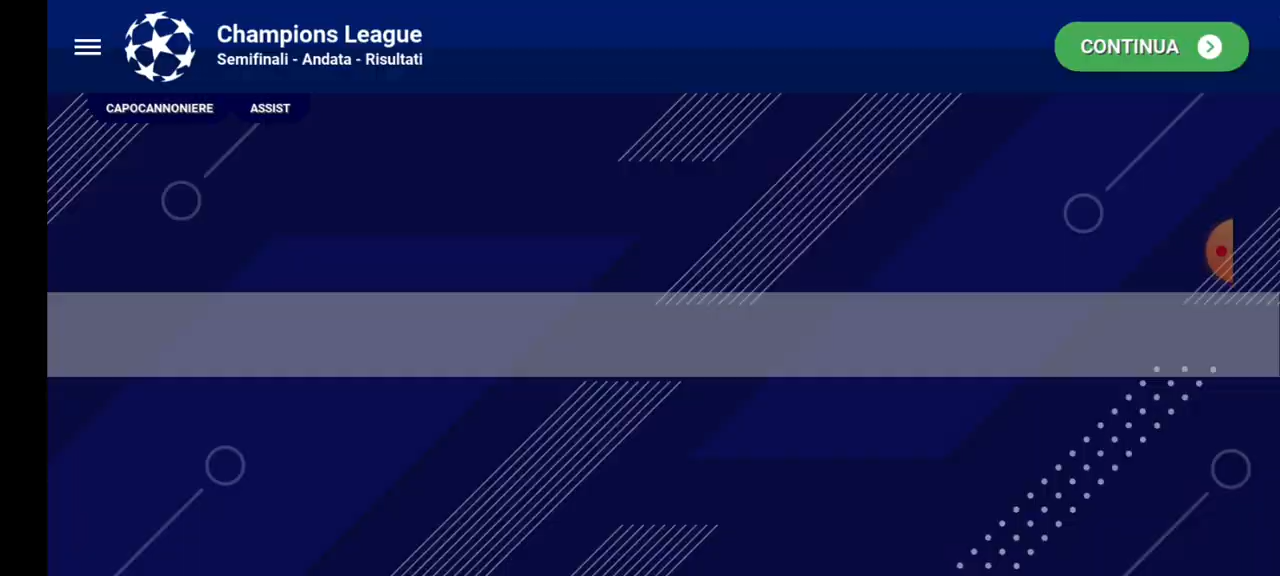 Champions League
Semifinali - Andata - Risultati
CONTINUA
CAPOCANNONIERE
ASSIST